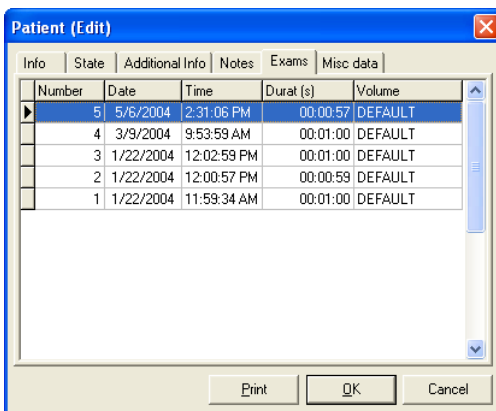 Patient (Edit)
Info State Additional Info Notes Exams Misc data
Number Date Time Durat (s) Volume
5 5/6/2004 2:31:06 PM 00:00:57 DEFAULT
4 3/9/2004 9:53:59 AM 00:01:00 DEFAULT
3 1/22/2004 12:02:59 PM 00:01:00 DEFAULT
2 1/22/2004 12:00:57 PM 00:00:59 DEFAULT
1 1/22/2004 11:59:34 AM 00:01:00 DEFAULT
Print OK Cancel